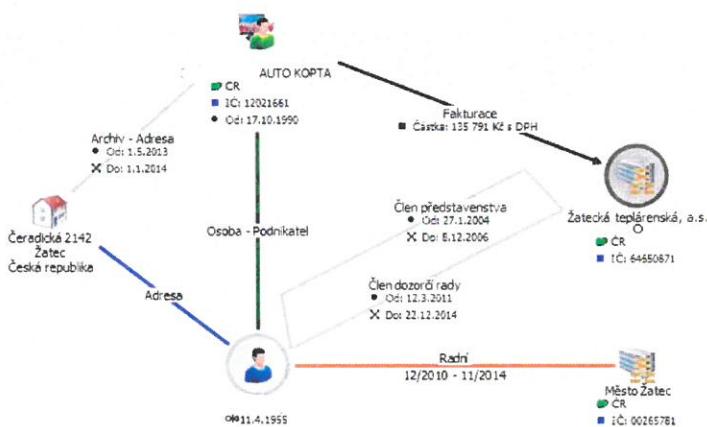 AUTO KOPTA
ČR
IČ: 12021661
Od: 17.10.1990
Fakturace
Částka: 135 791 Kč s DPH
Archiv - Adresa
Od: 1.5.2013
Do: 1.1.2014
Čeradická 2142
Žatec
Česká republika
Osoba - Podnikatel
Člen představenstva
Od: 27.1.2004
Do: 8.12.2006
Žatecká teplárenská, a.s.
ČR
IČ: 64650871
Adresa
Člen dozorčí rady
Od: 12.3.2011
Do: 22.12.2014
Radní
12/2010 - 11/2014
Město Žatec
ČR
IČ: 00265781
11.4.1955